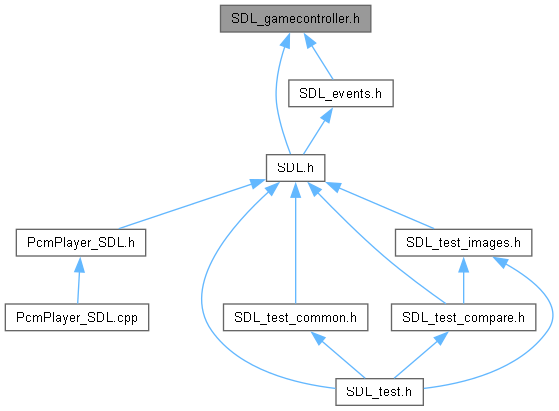 SDL_gamecontroller.h
SDL_events.h
SDL.h
PcmPlayer_SDL.h
SDL_test_images.h
PcmPlayer_SDL.cpp
SDL_test_common.h
SDL_test_compare.h
SDL_test.h